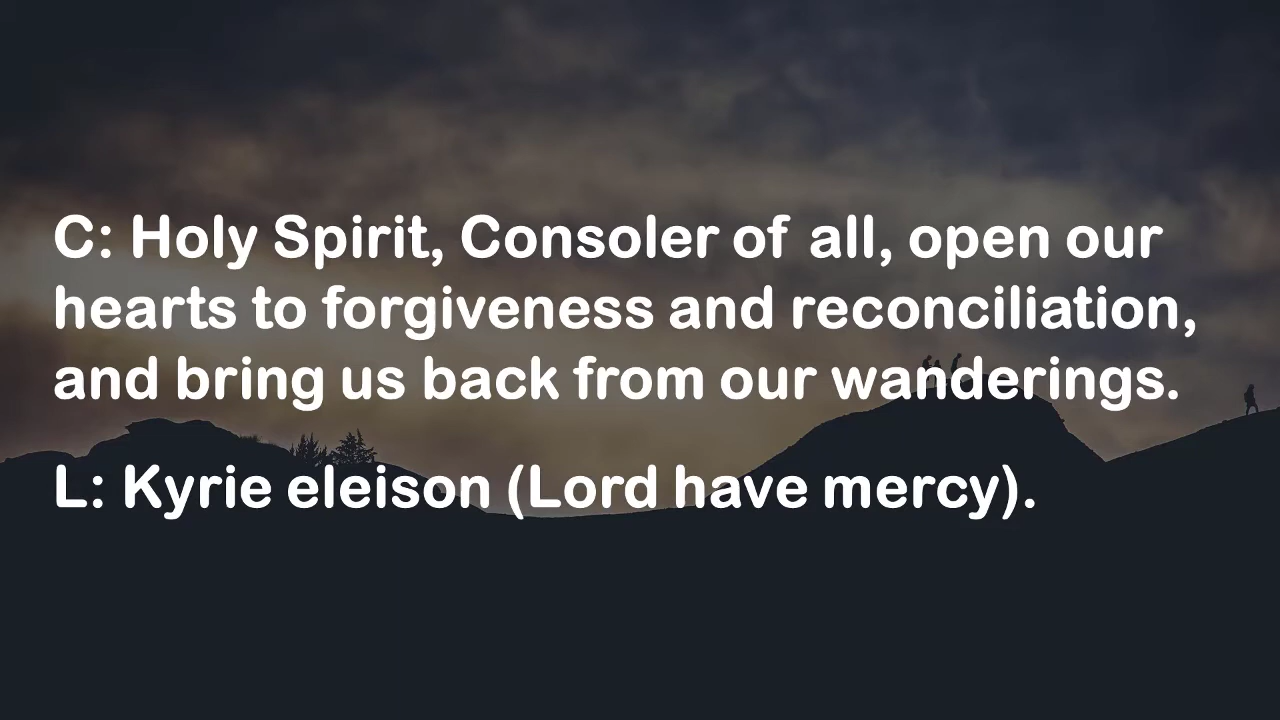 C: Holy Spirit, Consoler of all, open our
hearts to forgiveness and reconciliation,
and bring us back from our wanderings.
L: Kyrie eleison (Lord have mercy).